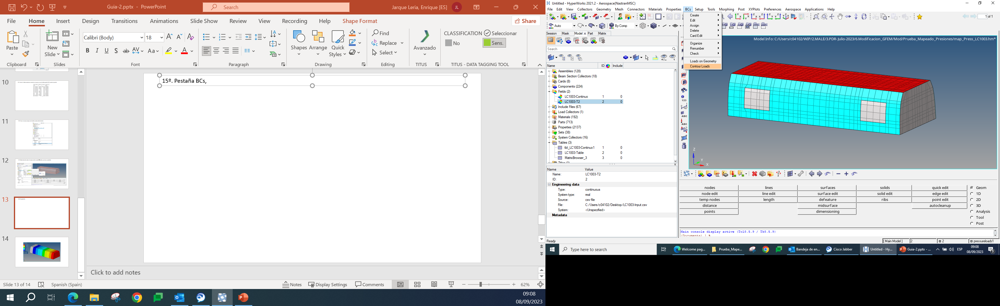 Guia-2.pptx - PowerPoint
Search
Jarque Leria, Enrique [ES]
JL
File Home Insert Design Transitions Animations Slide Show Review View Recording Help Shape Format
Share
Paste
New Slide
Calibri (Body) 18
Shapes Arrange Quick Styles
Find
Replace
Select
Avanzado
CLASSIFICATION Seleccionar
No
Sens.
Clipboard Slides Font Paragraph Drawing Editing TITUS TITUS - DATA TAGGING TOOL
10
11
12
13
14
15º. Pestaña BCs,
Click to add notes
Slide 13 of 14
Spanish (Spain)
Notes
Display Settings
Comments
62%
09:08
08/09/2023
Untitled - HyperWorks 2021.2 - Aerospace(NastranMSC)
File Edit View Collectors Geometry Mesh Connectors Materials Properties BCs Setup Tools Morphing Post XYPlots Preferences Aerospace Applications Help
Create
Edit
Assign
Delete
Card Edit
Organize
Renumber
Check
Loads on Geometry
Contour Loads
1 of 1
Auto
By Comp
Session Mask Model Part Matrix
Search
Name ID Include
Assemblies (128)
Beam Section Collectors (18)
Cards (8)
Components (224)
Fields (2)
LC1003-Continuo 1 0
LC1003-T2 2 0
Include Files (67)
Load Collectors (1)
Materials (192)
Parts (713)
Properties (2137)
Sets (38)
System Collectors (16)
Tables (3)
tbl_LC1003-Continuo1 1 0
LC1003-Table 2 0
MatrixBrowser_3 3 0
Titles (1)
Name Value
Name: LC1003-T2
ID: 2
Engineering data
Type: continuous
System type: real
Source: csv file
File: C:/Users/c04102/Desktop/LC1003-Input.csv
System: <Unspecified>
Metadata
Model Info: C:/Users/c04102/WIP/2.MALE/3.PDR-Julio-2023/6.Modificacion_GFEM/Mod/Prueba_Mapeado_Presiones/map_Press_LC1003.hm*
Z
Y
X
123
ABC
ABC
nodes lines surfaces solids quick edit Geom
node edit line edit surface edit solid edit edge edit 1D
temp nodes length defeature ribs point edit 2D
distance midsurface autocleanup 3D
points dimensioning Analysis
Tool
Post
Main console display active (Tcl8.5.9 / Tk8.5.9)
(Documents) 1 %
Ready
[Main Model] 2 2 pressureloads1
Type here to search
Welcome pag...
Prueba_Mape...
Bandeja de en...
Cisco Jabber
Untitled - Hy...
Guia-2.pptx - ...
ESP
09:08
08/09/2023
3